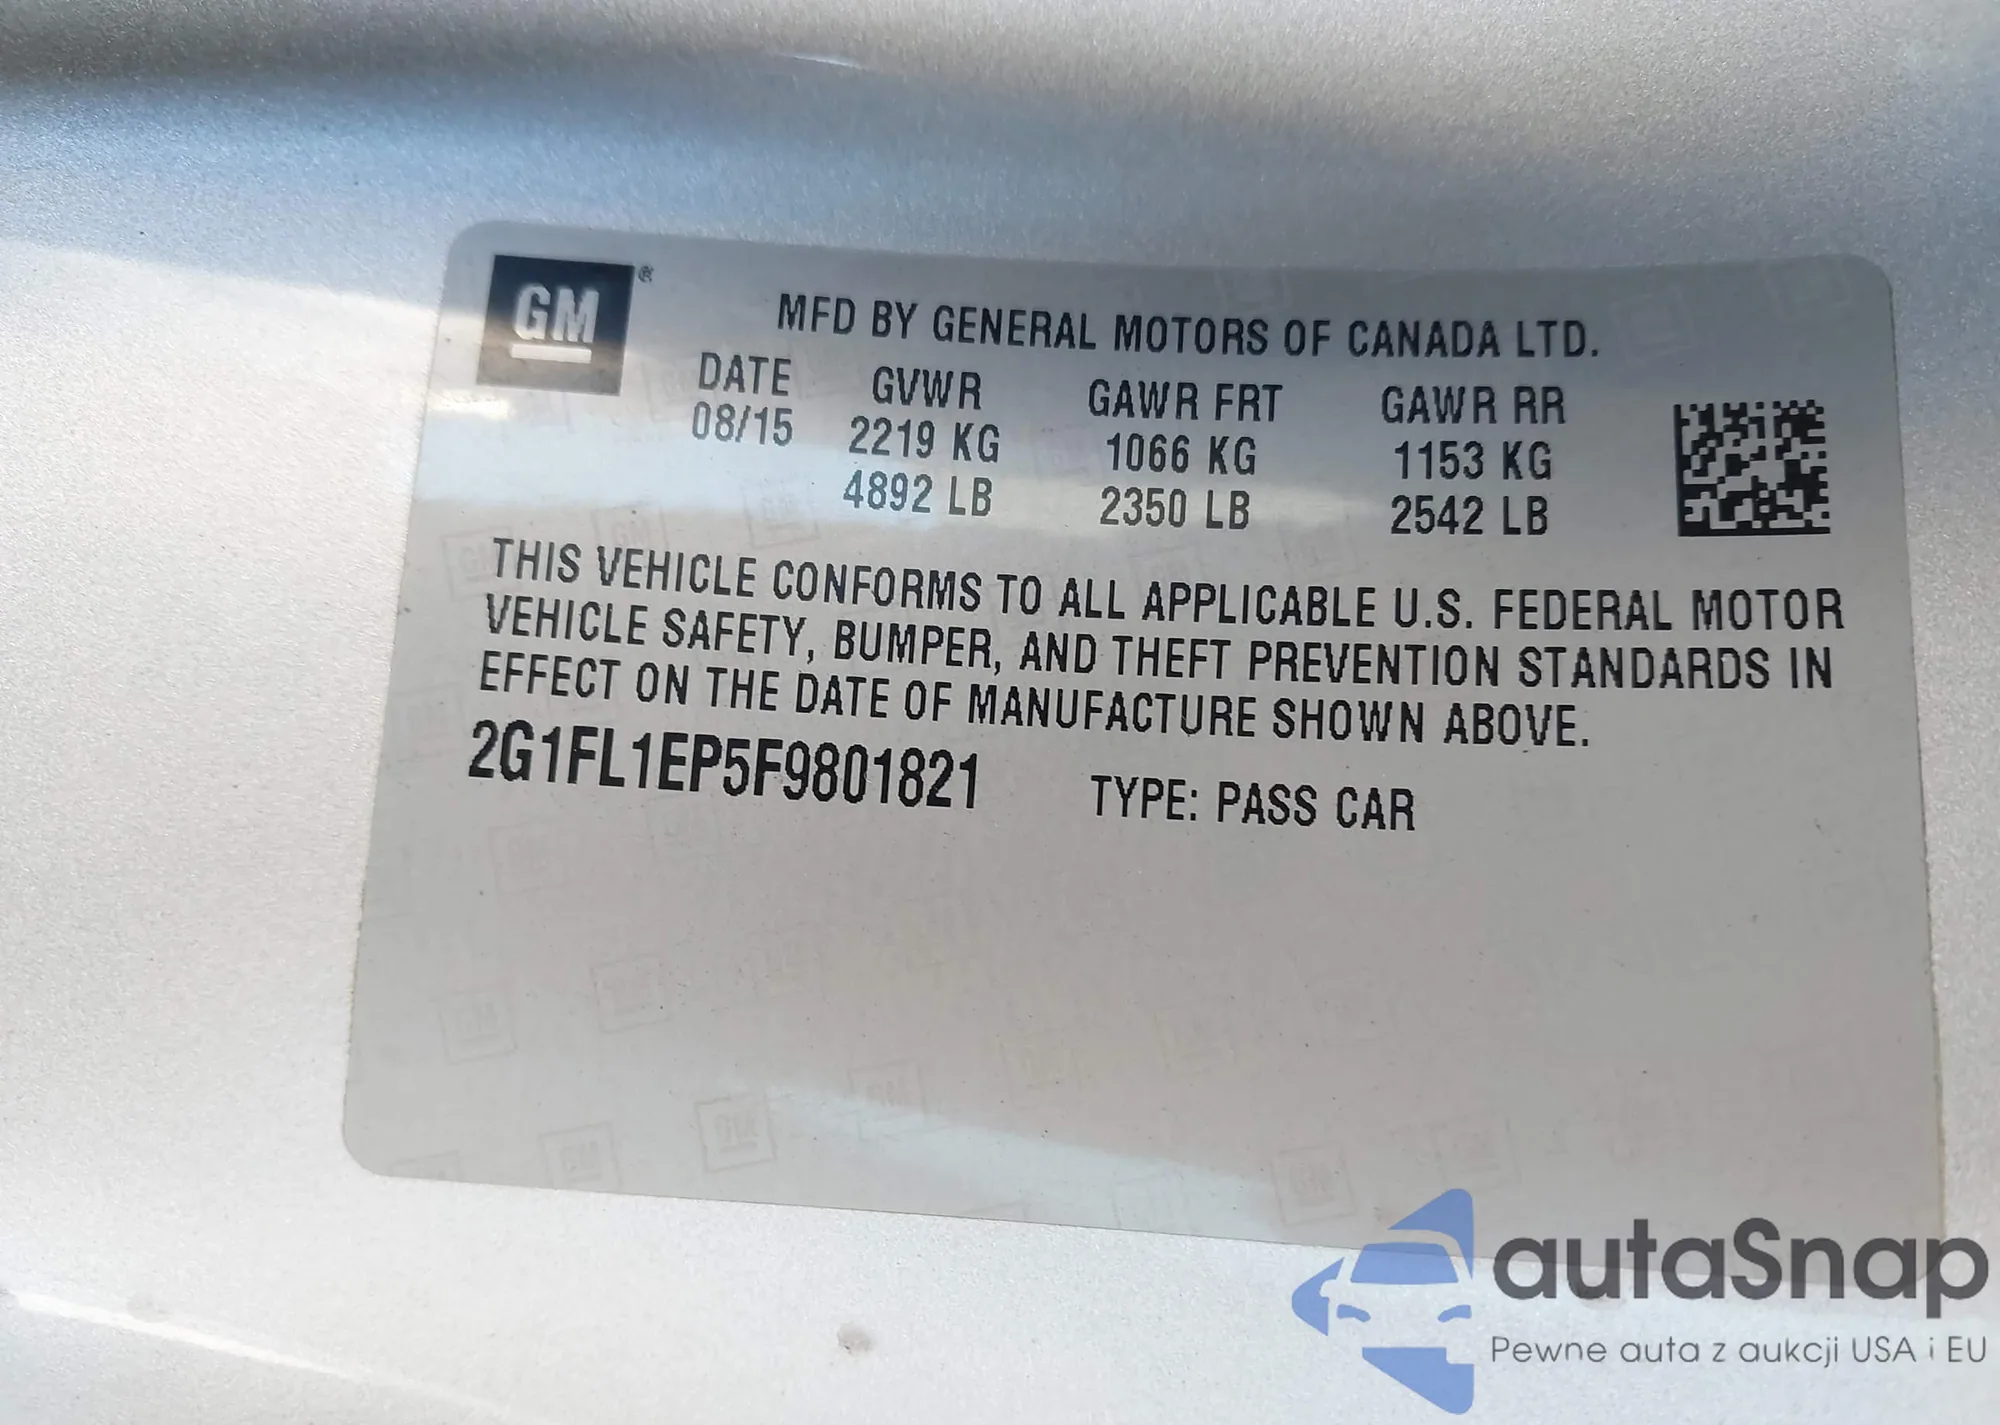 GM®
MFD BY GENERAL MOTORS OF CANADA LTD.
DATE GVWR GAWR FRT GAWR RR
08/15 2219 KG 1066 KG 1153 KG
4892 LB 2350 LB 2542 LB
THIS VEHICLE CONFORMS TO ALL APPLICABLE U.S. FEDERAL MOTOR
VEHICLE SAFETY, BUMPER, AND THEFT PREVENTION STANDARDS IN
EFFECT ON THE DATE OF MANUFACTURE SHOWN ABOVE.
2G1FL1EP5F9801821 TYPE: PASS CAR
autaSnap
Pewne auta z aukcji USA i EU